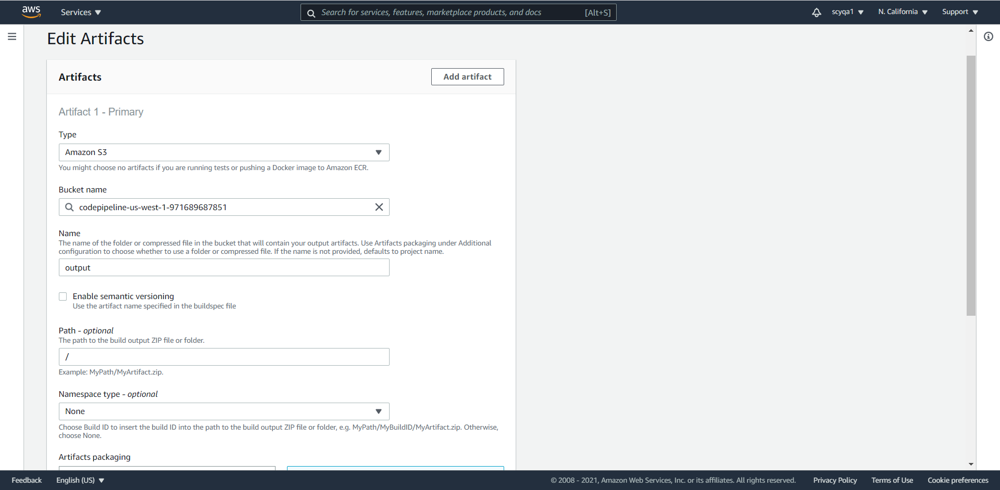 aws
Services
Search for services, features, marketplace products, and docs
[Alt+S]
scyqa1
N. California
Support
Edit Artifacts
Artifacts
Add artifact
Artifact 1 - Primary
Type
Amazon S3
You might choose no artifacts if you are running tests or pushing a Docker image to Amazon ECR.
Bucket name
codepipeline-us-west-1-971689687851
Name
The name of the folder or compressed file in the bucket that will contain your output artifacts. Use Artifacts packaging under Additional
configuration to choose whether to use a folder or compressed file. If the name is not provided, defaults to project name.
output
Enable semantic versioning
Use the artifact name specified in the buildspec file
Path - optional
The path to the build output ZIP file or folder.
/
Example: MyPath/MyArtifact.zip.
Namespace type - optional
None
Choose Build ID to insert the build ID into the path to the build output ZIP file or folder, e.g. MyPath/MyBuildID/MyArtifact.zip. Otherwise,
choose None.
Artifacts packaging
Feedback
English (US)
© 2008 - 2021, Amazon Web Services, Inc. or its affiliates. All rights reserved.
Privacy Policy
Terms of Use
Cookie preferences